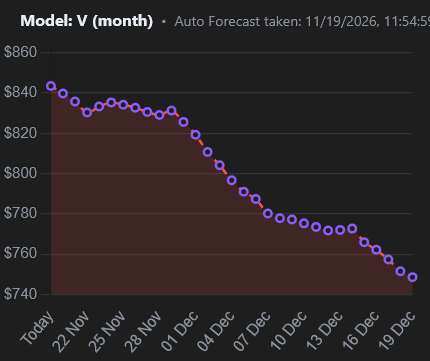 Model: V (month) • Auto Forecast taken: 11/19/2026, 11:54:59
$860
$840
$820
$800
$780
$760
$740
Today
22 Nov
25 Nov
28 Nov
01 Dec
04 Dec
07 Dec
10 Dec
13 Dec
16 Dec
19 Dec